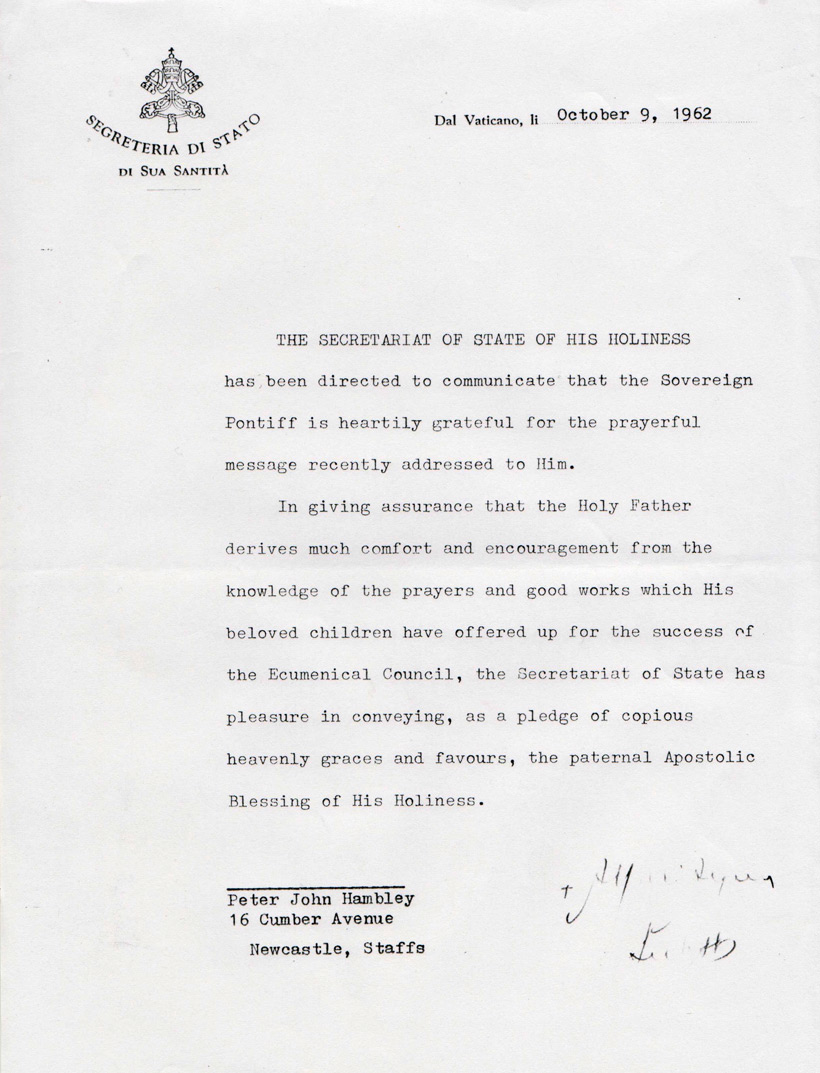 SEGRETERIA DI STATO
DI SUA SANTITÀ
Dal Vaticano, li October 9, 1962
THE SECRETARIAT OF STATE OF HIS HOLINESS
has been directed to communicate that the Sovereign
Pontiff is heartily grateful for the prayerful
message recently addressed to Him.
In giving assurance that the Holy Father
derives much comfort and encouragement from the
knowledge of the prayers and good works which His
beloved children have offered up for the success of
the Ecumenical Council, the Secretariat of State has
pleasure in conveying, as a pledge of copious
heavenly graces and favours, the paternal Apostolic
Blessing of His Holiness.
Peter John Hambley
16 Cumber Avenue
Newcastle, Staffs